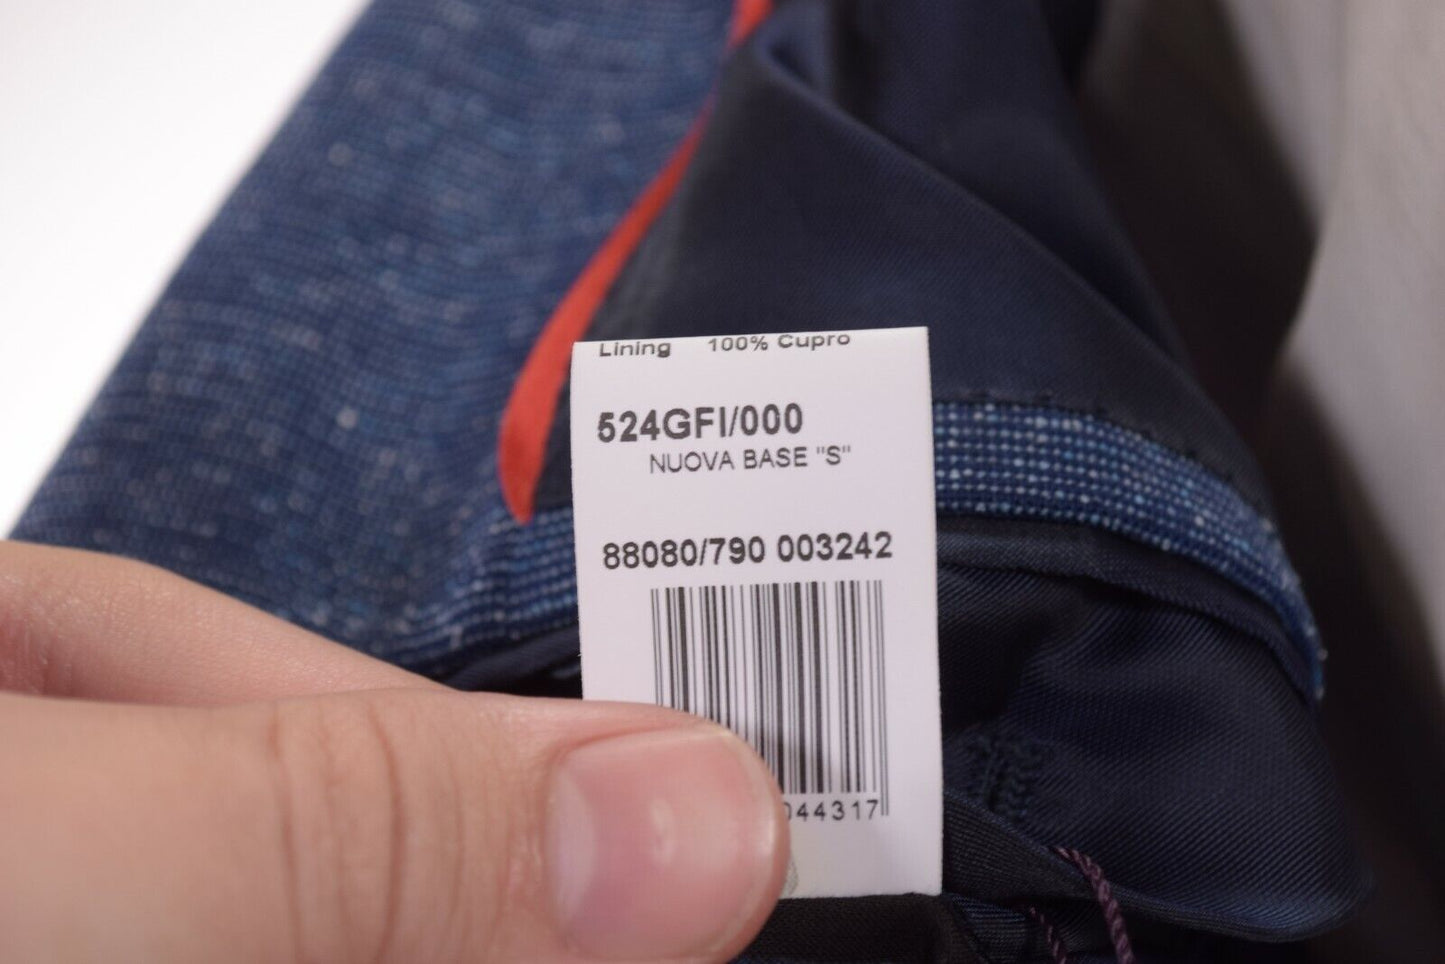 Lining 100% Cupro
524GFI/000
NUOVA BASE "S"
88080/790 003242
044317